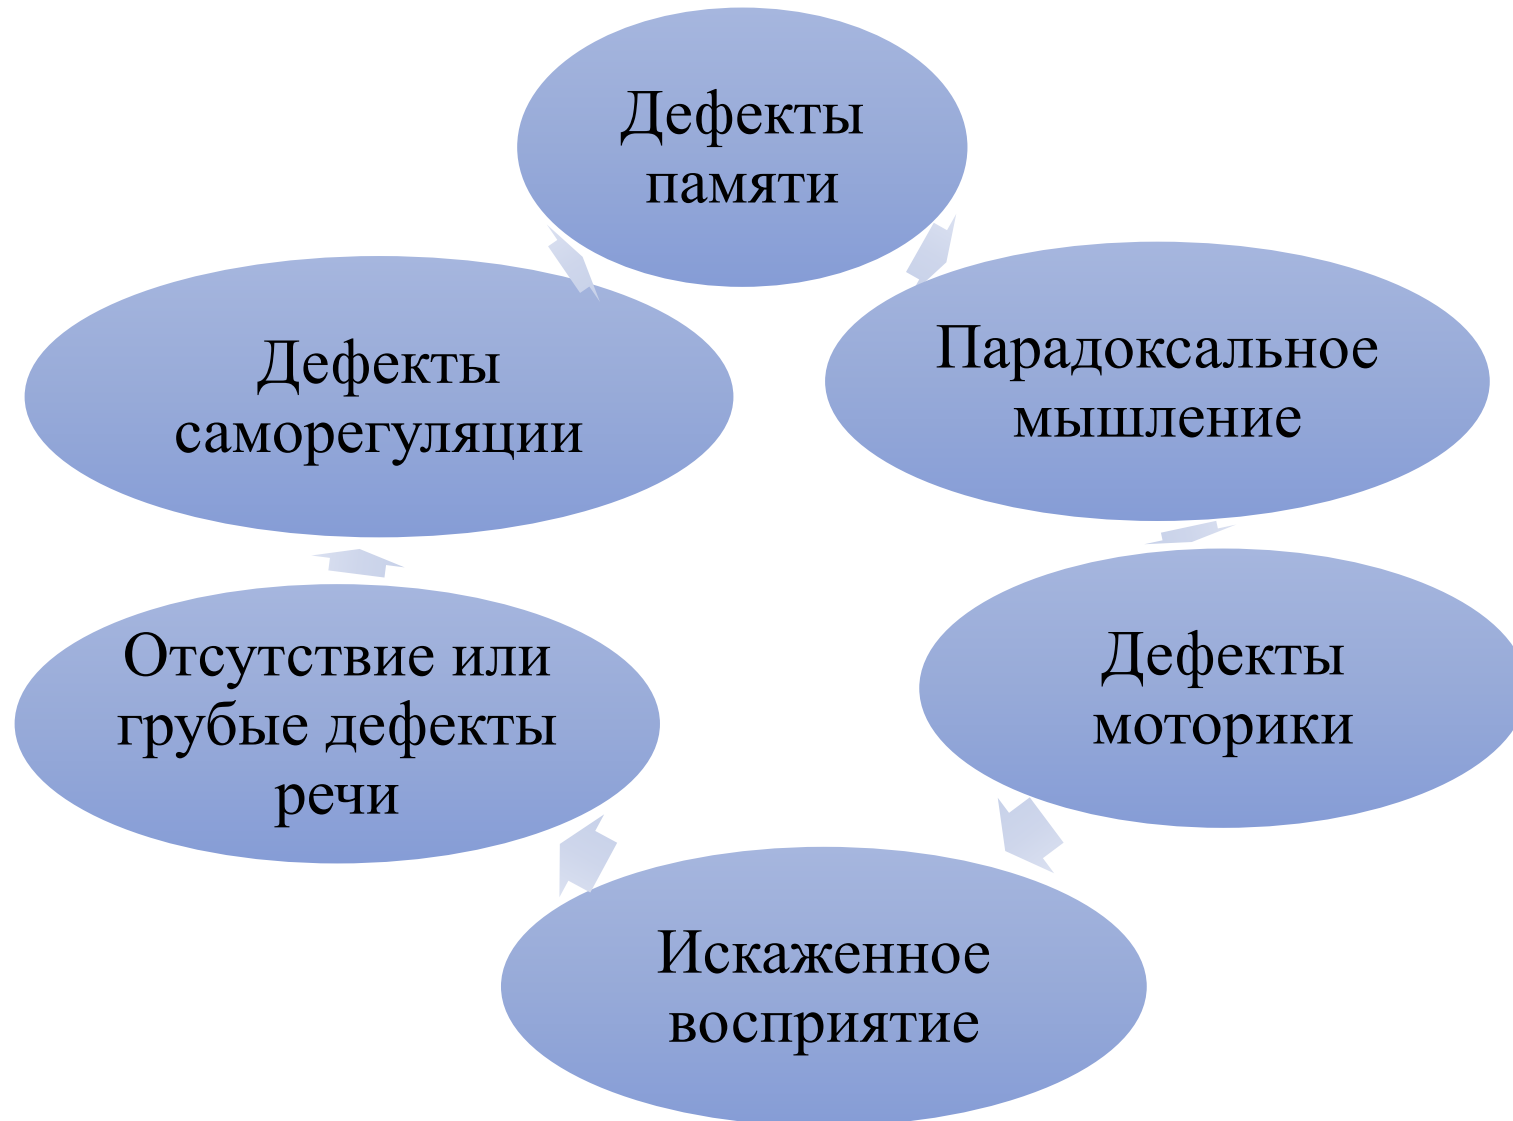 Дефекты
памяти
Парадоксальное
мышление
Дефекты
моторики
Искаженное
восприятие
Отсутствие или
грубые дефекты
речи
Дефекты
саморегуляции